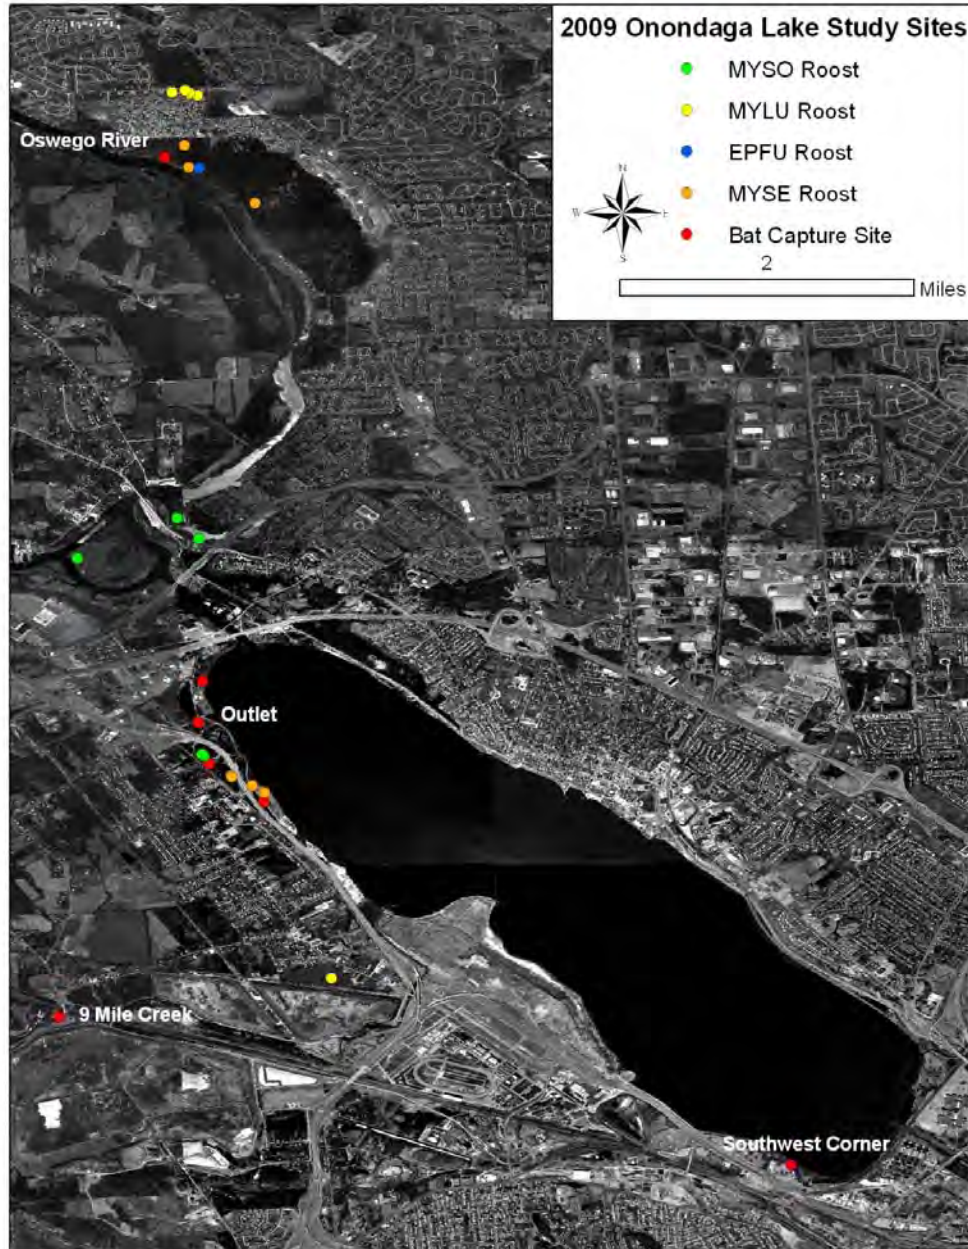 2009 Onondaga Lake Study Sites
MYSO Roost
MYLU Roost
EPFU Roost
MYSE Roost
Bat Capture Site
N
W
E
S
2
Miles
Oswego River
Outlet
9 Mile Creek
Southwest Corner